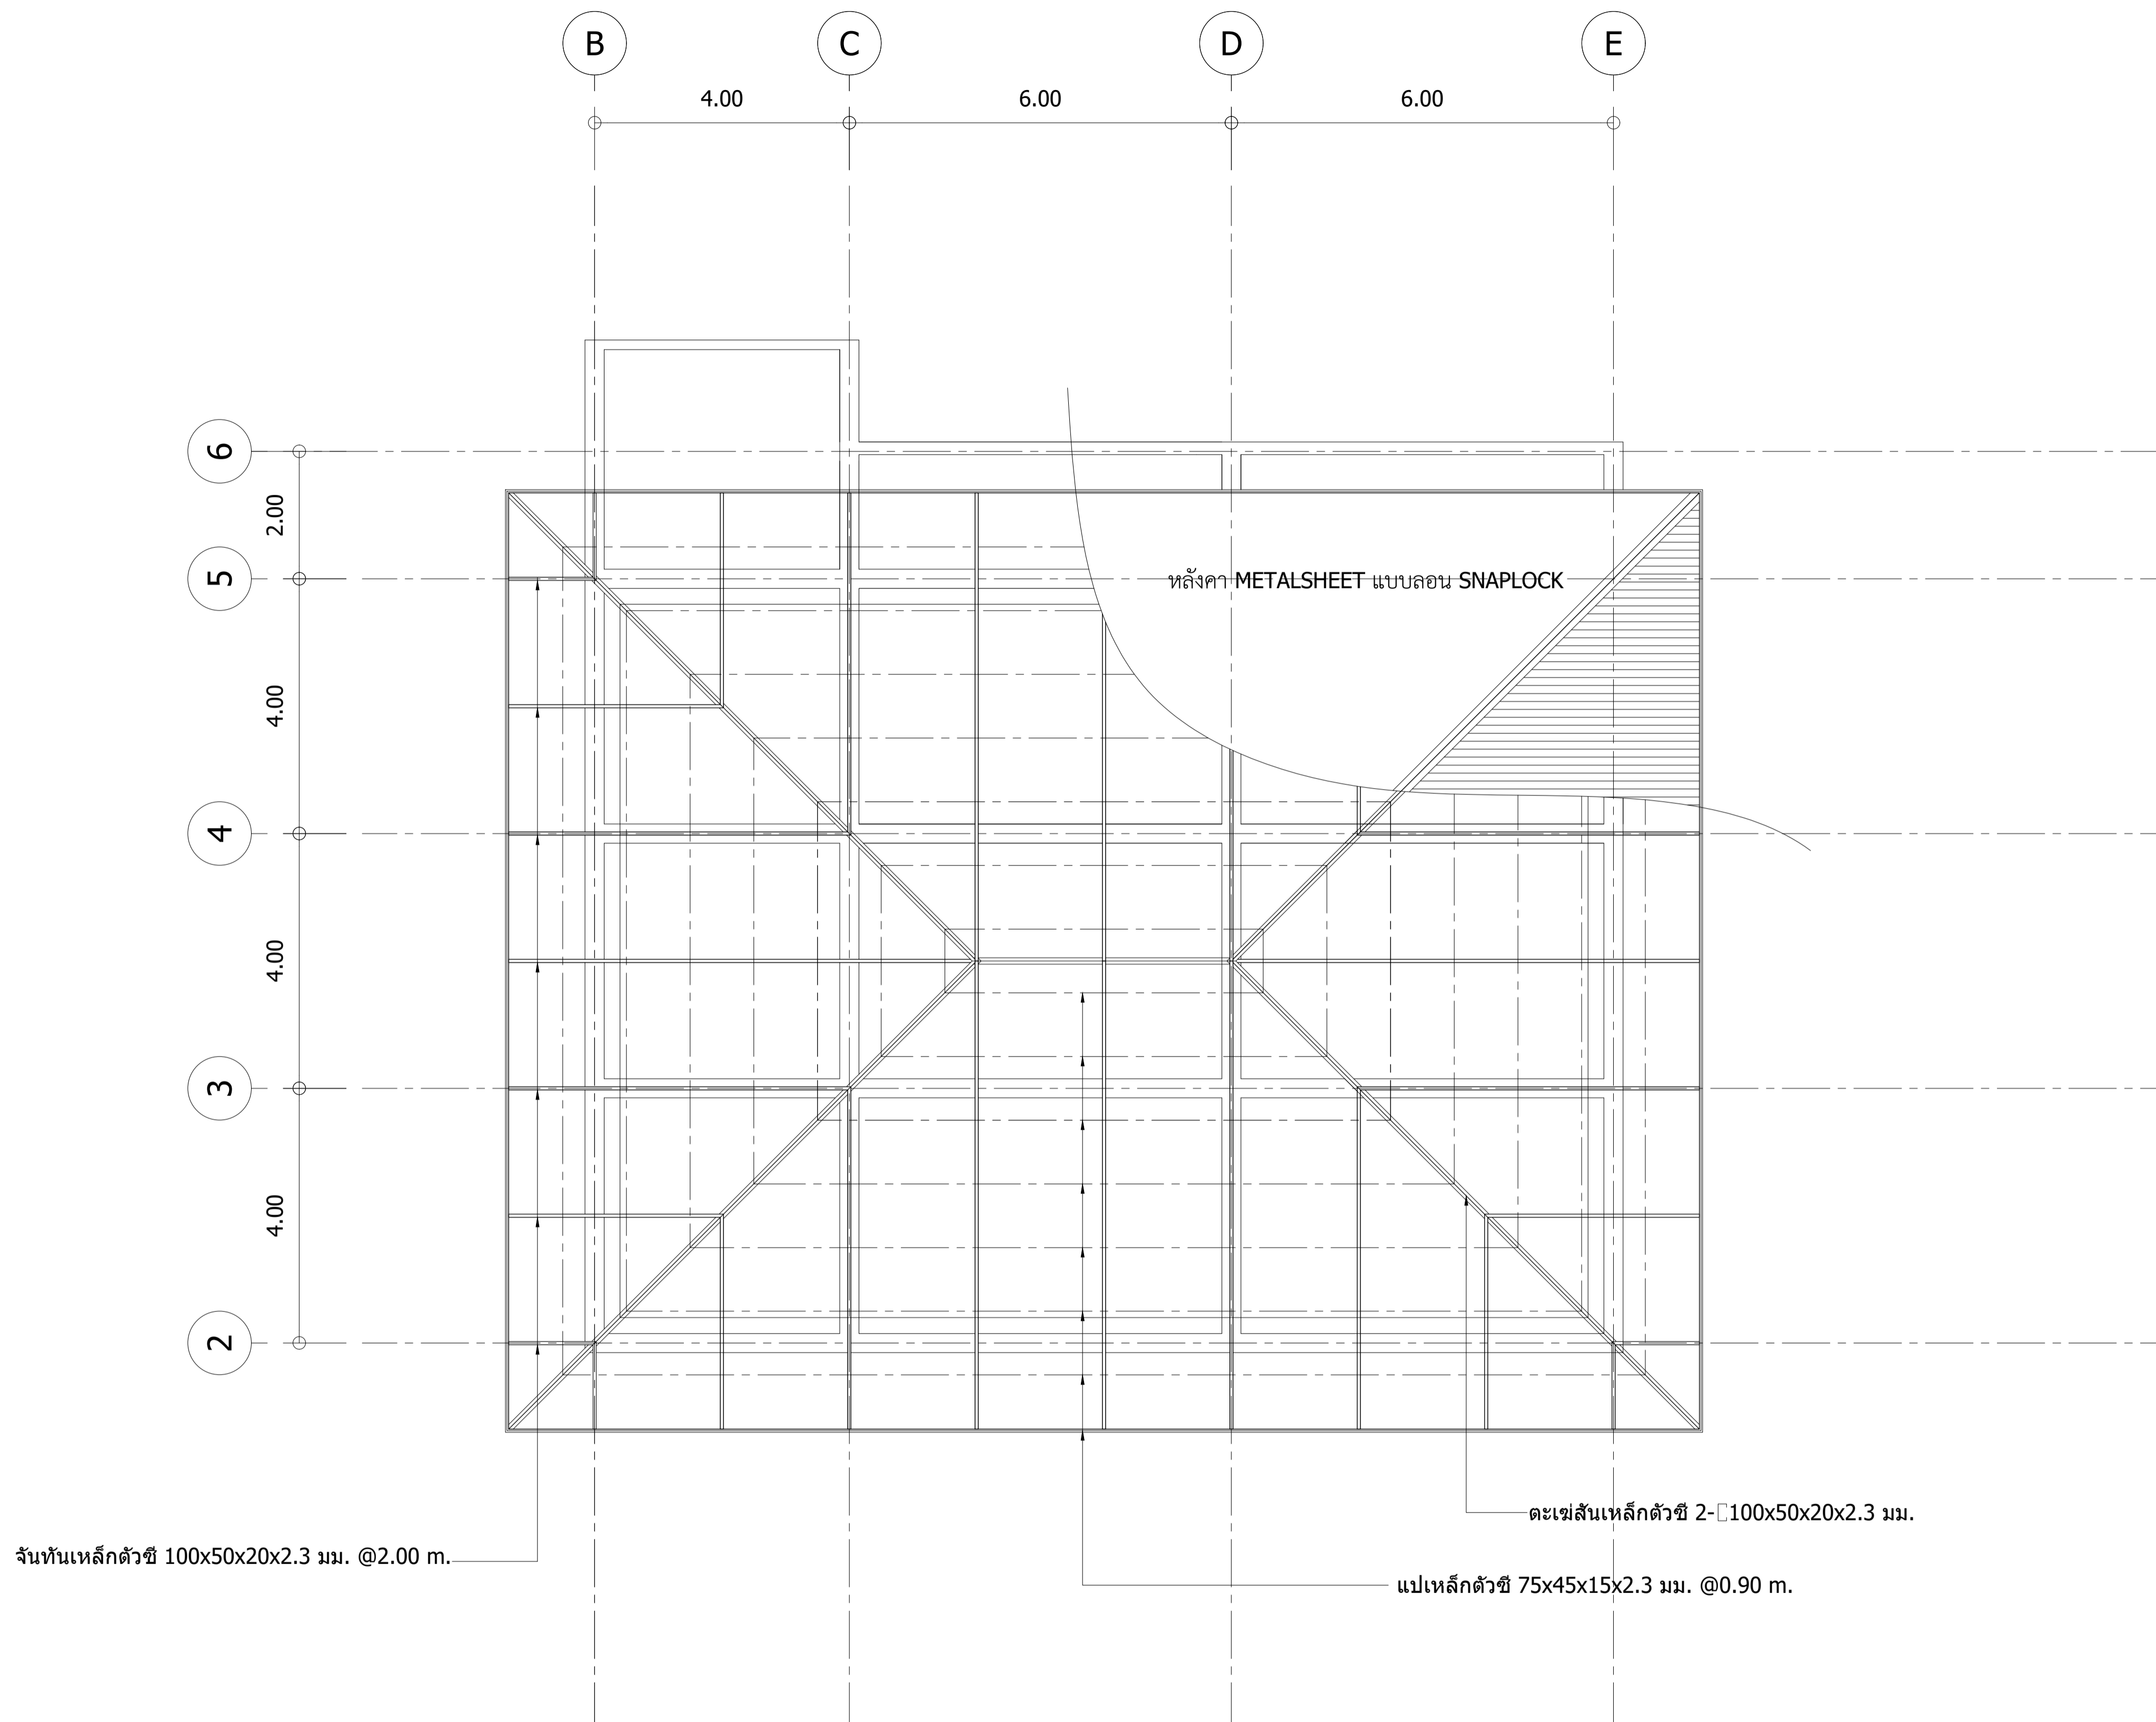 B
C
D
E
4.00
6.00
6.00
6
2.00
5
หลังคา METALSHEET แบบลอน SNAPLOCK
4.00
4
4.00
3
4.00
2
ตะเฆ่สันเหล็กตัวซี 2-100x50x20x2.3 มม.
จันทันเหล็กตัวซี 100x50x20x2.3 มม. @2.00 m.
แปเหล็กตัวซี 75x45x15x2.3 มม. @0.90 m.